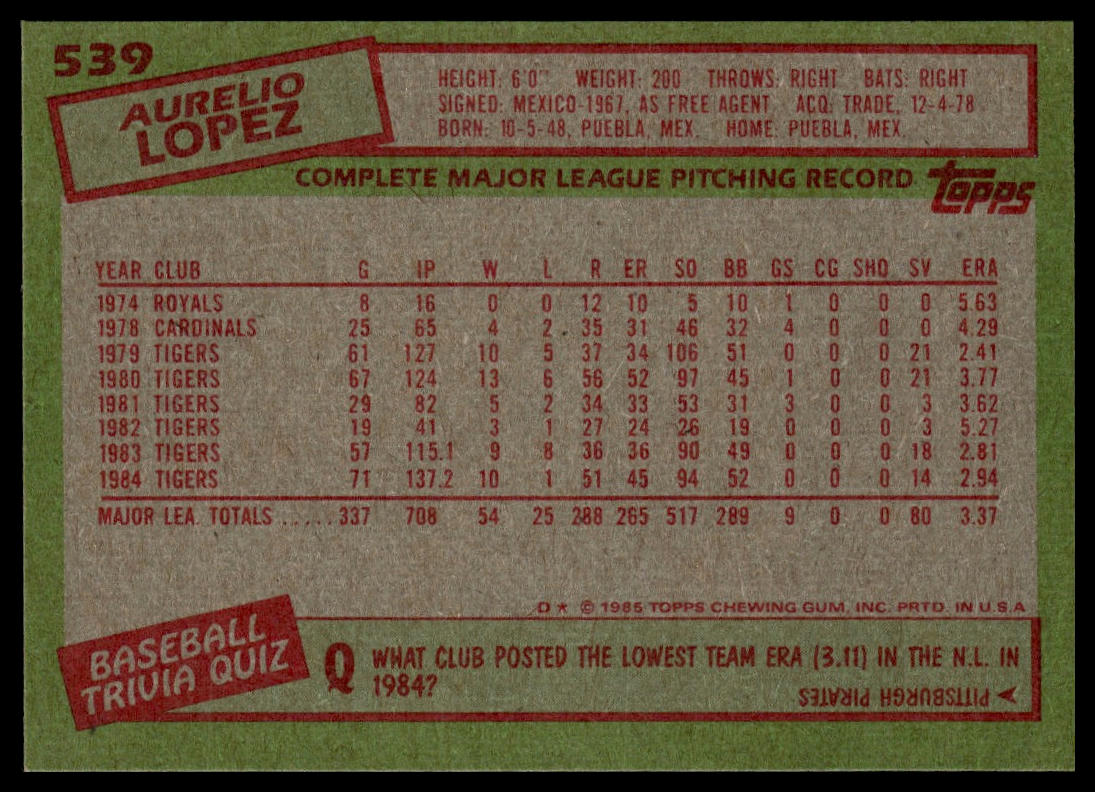 539
AURELIO
LOPEZ
HEIGHT: 6'0" WEIGHT: 200 THROWS: RIGHT BATS: RIGHT
SIGNED: MEXICO-1967, AS FREE AGENT ACQ: TRADE, 12-4-78
BORN: 10-5-48, PUEBLA, MEX. HOME: PUEBLA, MEX.
COMPLETE MAJOR LEAGUE PITCHING RECORD topps
YEAR CLUB G IP W L R ER SO BB GS CG SHO SV ERA
1974 ROYALS 8 16 0 0 12 10 5 10 1 0 0 0 5.63
1978 CARDINALS 25 65 4 2 35 31 46 32 4 0 0 0 4.29
1979 TIGERS 61 127 10 5 37 34 106 51 0 0 0 21 2.41
1980 TIGERS 67 124 13 6 56 52 97 45 1 0 0 21 3.77
1981 TIGERS 29 82 5 2 34 33 53 31 3 0 0 3 3.62
1982 TIGERS 19 41 3 1 27 24 26 19 0 0 0 3 5.27
1983 TIGERS 57 115.1 9 8 36 36 90 49 0 0 0 18 2.81
1984 TIGERS 71 137.2 10 1 51 45 94 52 0 0 0 14 2.94
MAJOR LEA. TOTALS ..... 337 708 54 25 288 265 517 289 9 0 0 80 3.37
D * © 1985 TOPPS CHEWING GUM, INC. PRTD. IN U.S.A
BASEBALL
TRIVIA QUIZ
Q WHAT CLUB POSTED THE LOWEST TEAM ERA (3.11) IN THE N.L. IN
1984?
PITTSBURGH PIRATES